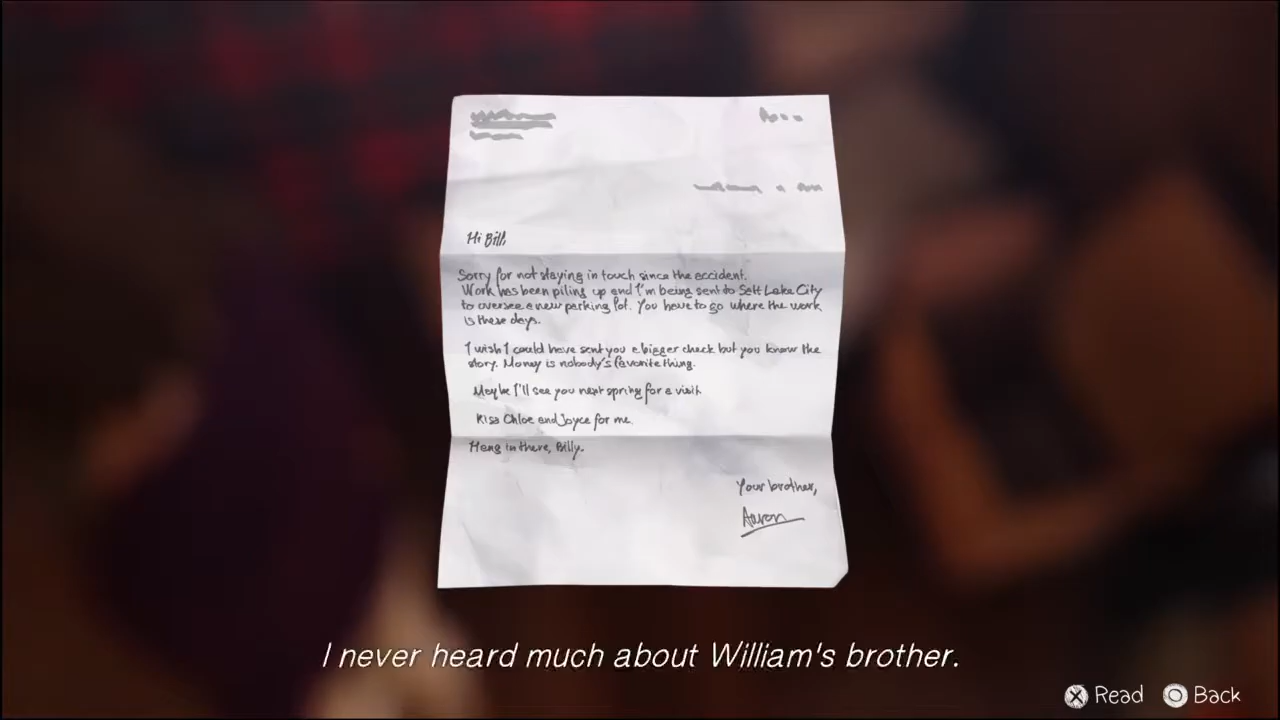 Hi Bill,
Sorry for not staying in touch since the accident.
Work has been piling up and I'm being sent to Salt Lake City
to oversee a new parking lot. You have to go where the work
is these days.
I wish I could have sent you a bigger check but you know the
story. Money is nobody's favorite thing.
Maybe I'll see you next spring for a visit.
Kiss Chloe and Joyce for me.
Hang in there, Billy.
Your brother,
Aaron
I never heard much about William's brother.
Read Back